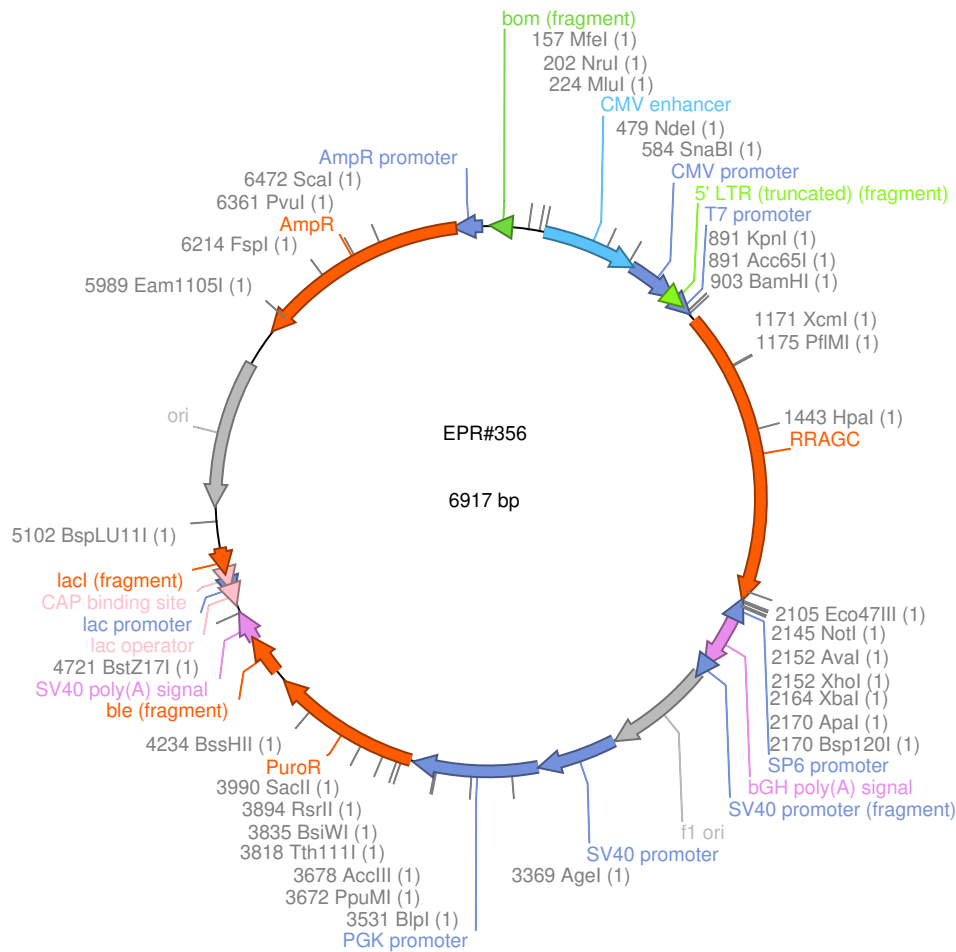 bom (fragment)
157 MfeI (1)
202 NruI (1)
224 MluI (1)
CMV enhancer
479 NdeI (1)
584 SnaBI (1)
CMV promoter
5' LTR (truncated) (fragment)
T7 promoter
891 KpnI (1)
891 Acc65I (1)
903 BamHI (1)
1171 XcmI (1)
1175 PflMI (1)
1443 HpaI (1)
RRAGC
2105 Eco47III (1)
2145 NotI (1)
2152 AvaI (1)
2152 XhoI (1)
2164 XbaI (1)
2170 ApaI (1)
2170 Bsp120I (1)
SP6 promoter
bGH poly(A) signal
SV40 promoter (fragment)
f1 ori
SV40 promoter
3369 AgeI (1)
PGK promoter
3531 BlpI (1)
3672 PpuMI (1)
3678 AccIII (1)
3818 Tth111I (1)
3835 BsiWI (1)
3894 RsrII (1)
3990 SacII (1)
PuroR
4234 BssHII (1)
ble (fragment)
SV40 poly(A) signal
4721 BstZ17I (1)
lac operator
lac promoter
CAP binding site
lacI (fragment)
5102 BspLU11I (1)
ori
5989 Eam1105I (1)
6214 FspI (1)
AmpR
6361 PvuI (1)
6472 ScaI (1)
AmpR promoter
EPR#356
6917 bp